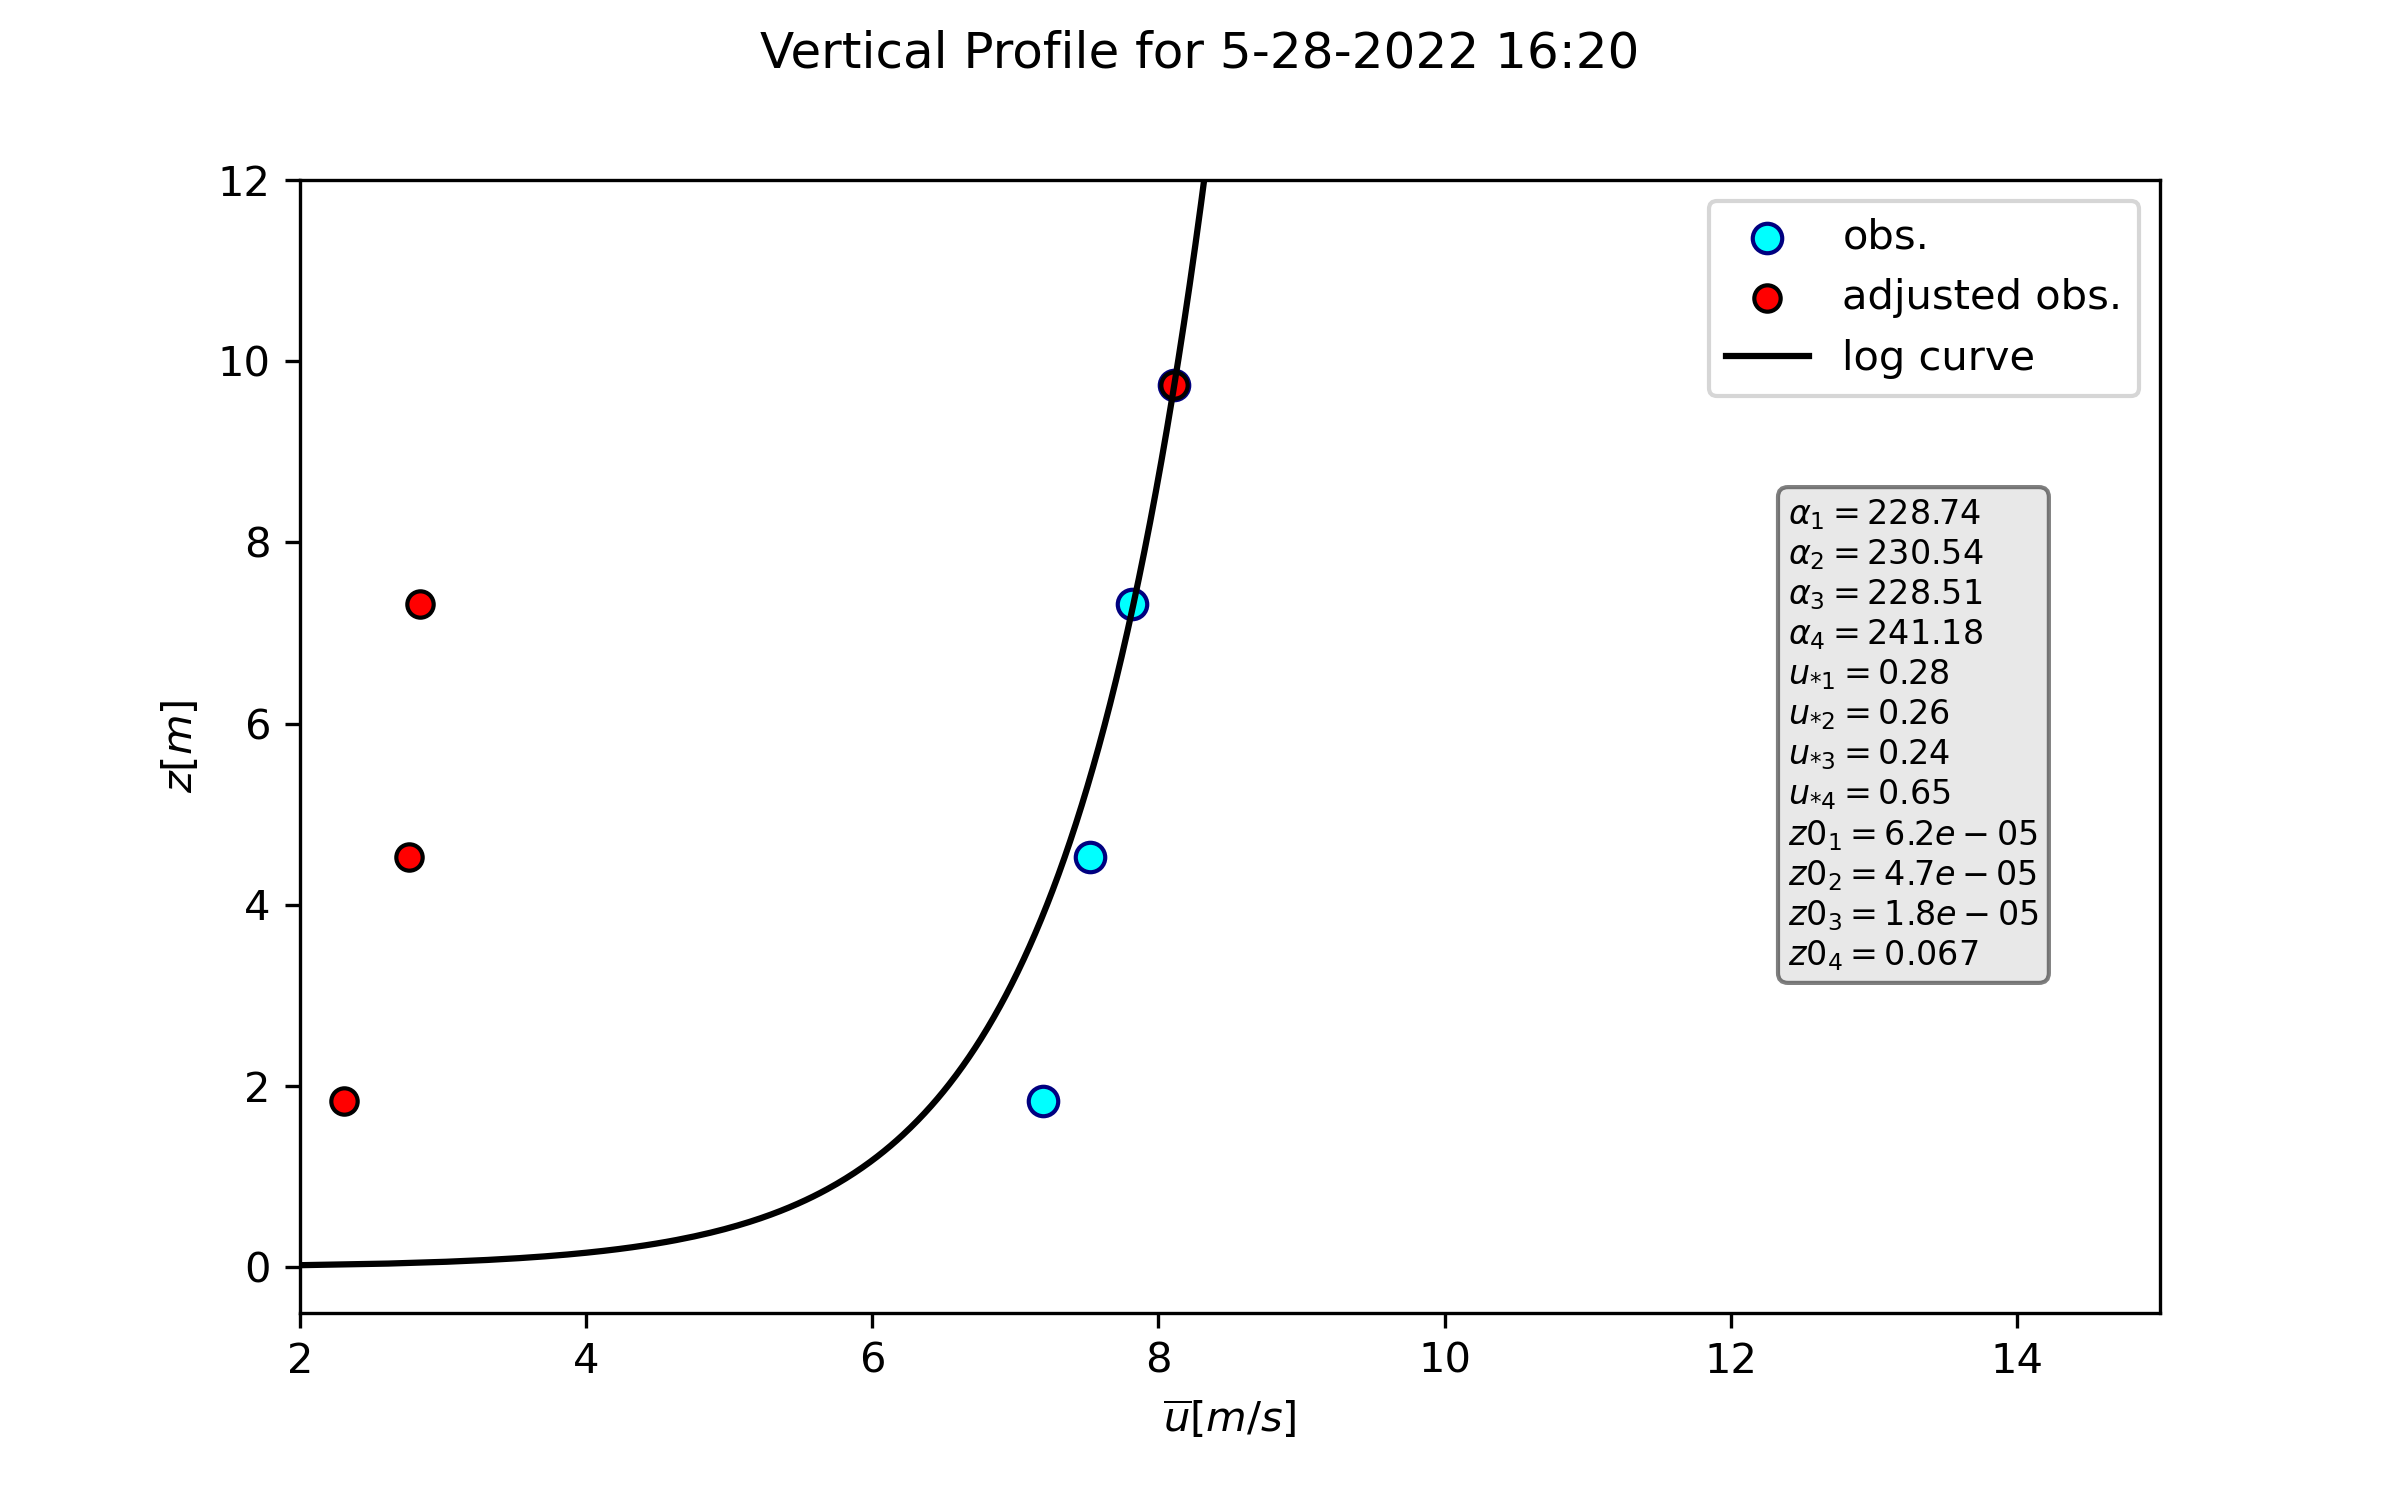 Vertical Profile for 5-28-2022 16:20
12
10
8
6
4
2
0
z[m]
2 4 6 8 10 12 14
u̅[m/s]
obs.
adjusted obs.
log curve
α₁ = 228.74
α₂ = 230.54
α₃ = 228.51
α₄ = 241.18
u*₁ = 0.28
u*₂ = 0.26
u*₃ = 0.24
u*₄ = 0.65
z0₁ = 6.2e − 05
z0₂ = 4.7e − 05
z0₃ = 1.8e − 05
z0₄ = 0.067